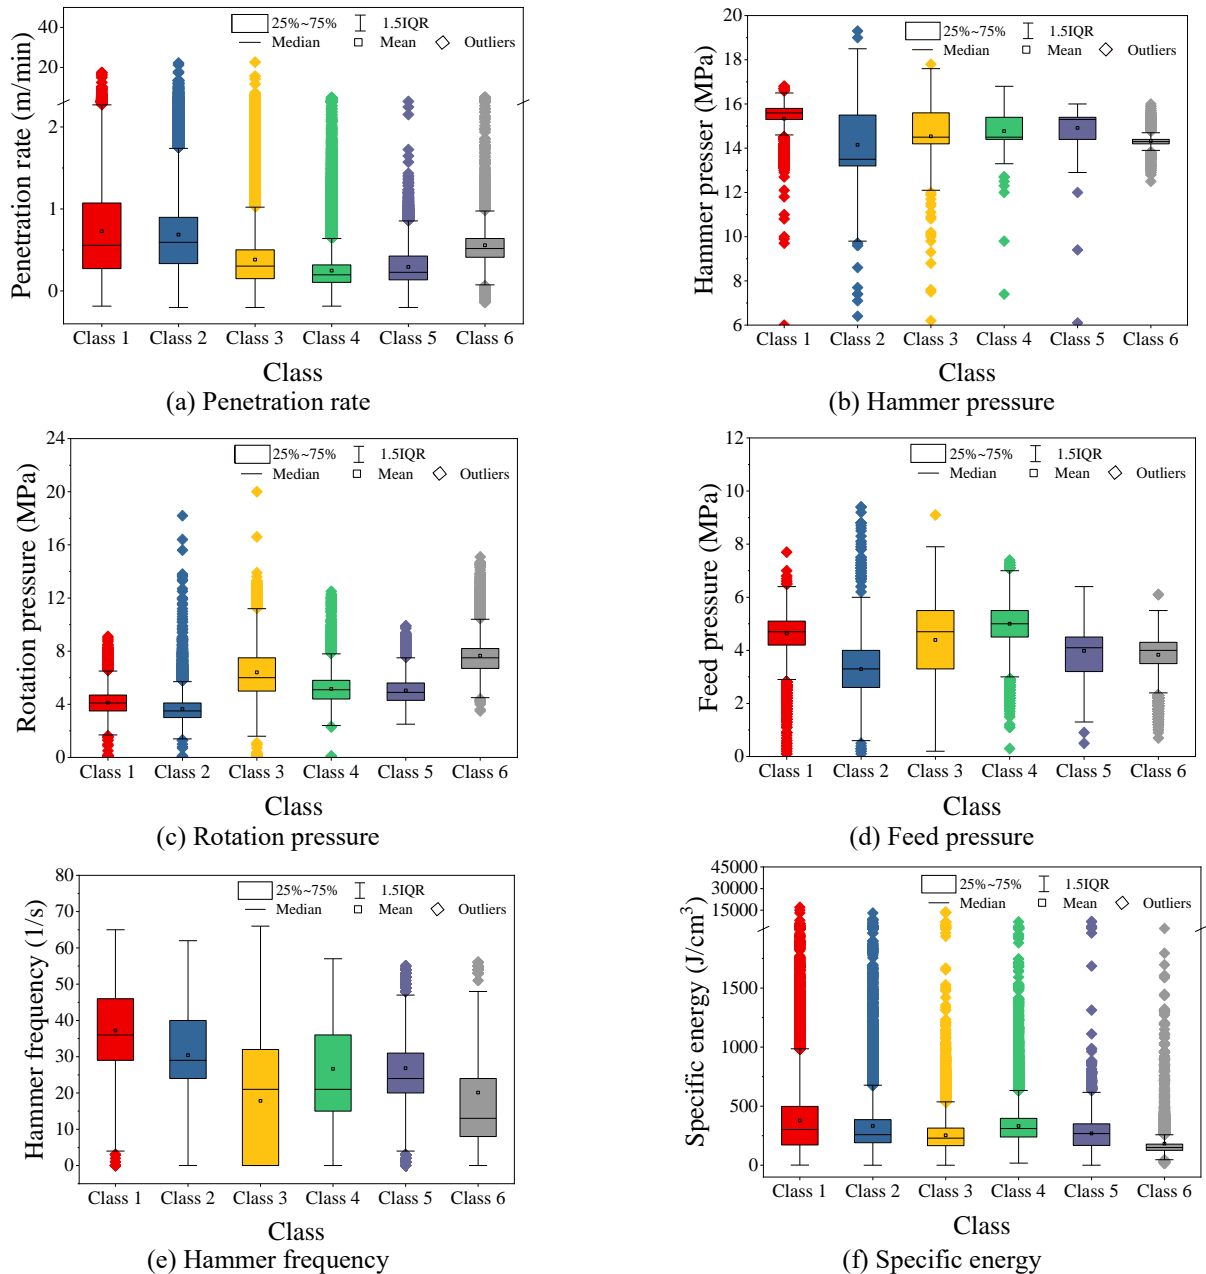 25%~75% 1.5IQR
Median Mean Outliers
Penetration rate (m/min)
40
20
2
1
0
Class 1 Class 2 Class 3 Class 4 Class 5 Class 6
Class
(a) Penetration rate
25%~75% 1.5IQR
Median Mean Outliers
Hammer presser (MPa)
20
18
16
14
12
10
8
6
Class 1 Class 2 Class 3 Class 4 Class 5 Class 6
Class
(b) Hammer pressure
25%~75% 1.5IQR
Median Mean Outliers
Rotation pressure (MPa)
24
20
16
12
8
4
0
Class 1 Class 2 Class 3 Class 4 Class 5 Class 6
Class
(c) Rotation pressure
25%~75% 1.5IQR
Median Mean Outliers
Feed pressure (MPa)
12
10
8
6
4
2
0
Class 1 Class 2 Class 3 Class 4 Class 5 Class 6
Class
(d) Feed pressure
25%~75% 1.5IQR
Median Mean Outliers
Hammer frequency (1/s)
80
70
60
50
40
30
20
10
0
Class 1 Class 2 Class 3 Class 4 Class 5 Class 6
Class
(e) Hammer frequency
25%~75% 1.5IQR
Median Mean Outliers
Specific energy (J/cm³)
45000
30000
15000
1500
1000
500
0
Class 1 Class 2 Class 3 Class 4 Class 5 Class 6
Class
(f) Specific energy